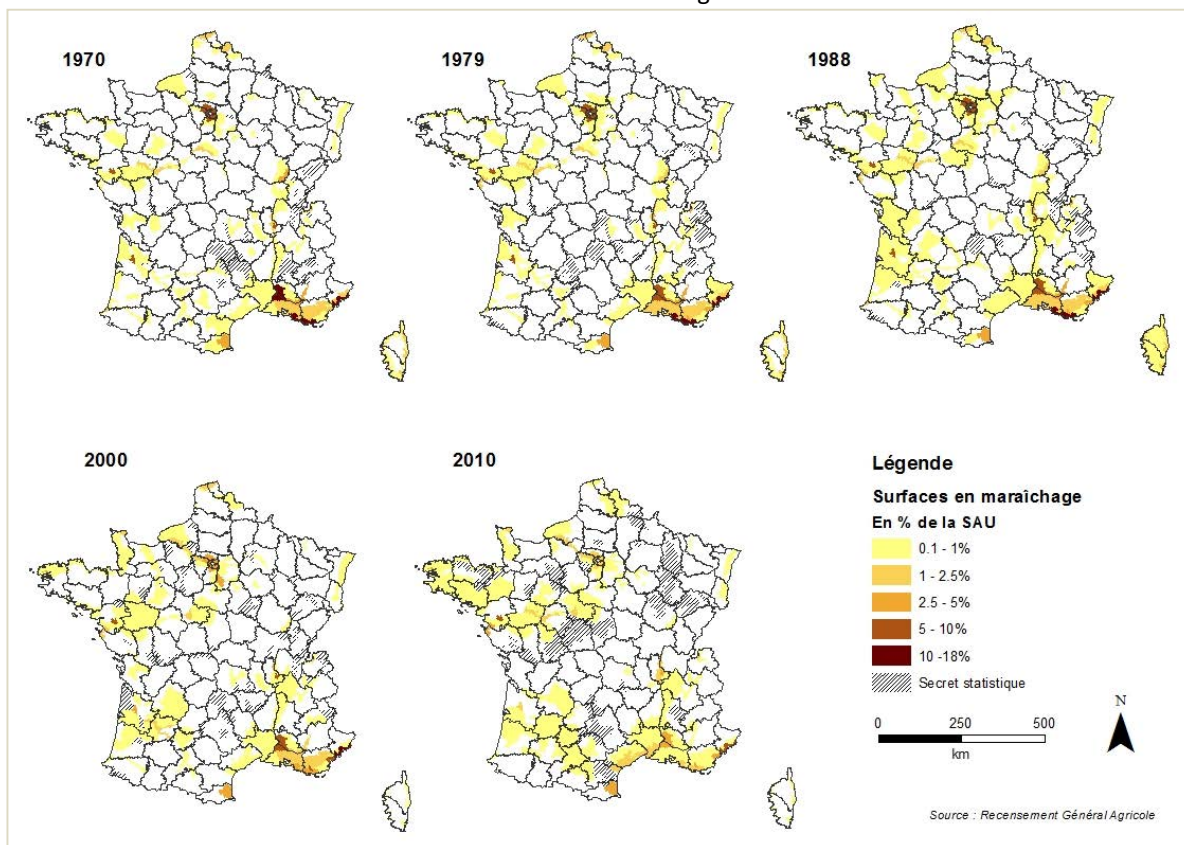 1970
1979
1988
2000
2010
Légende
Surfaces en maraîchage
En % de la SAU
0.1 - 1%
1 - 2.5%
2.5 - 5%
5 - 10%
10 -18%
Secret statistique
N
0 250 500
km
Source : Recensement Général Agricole